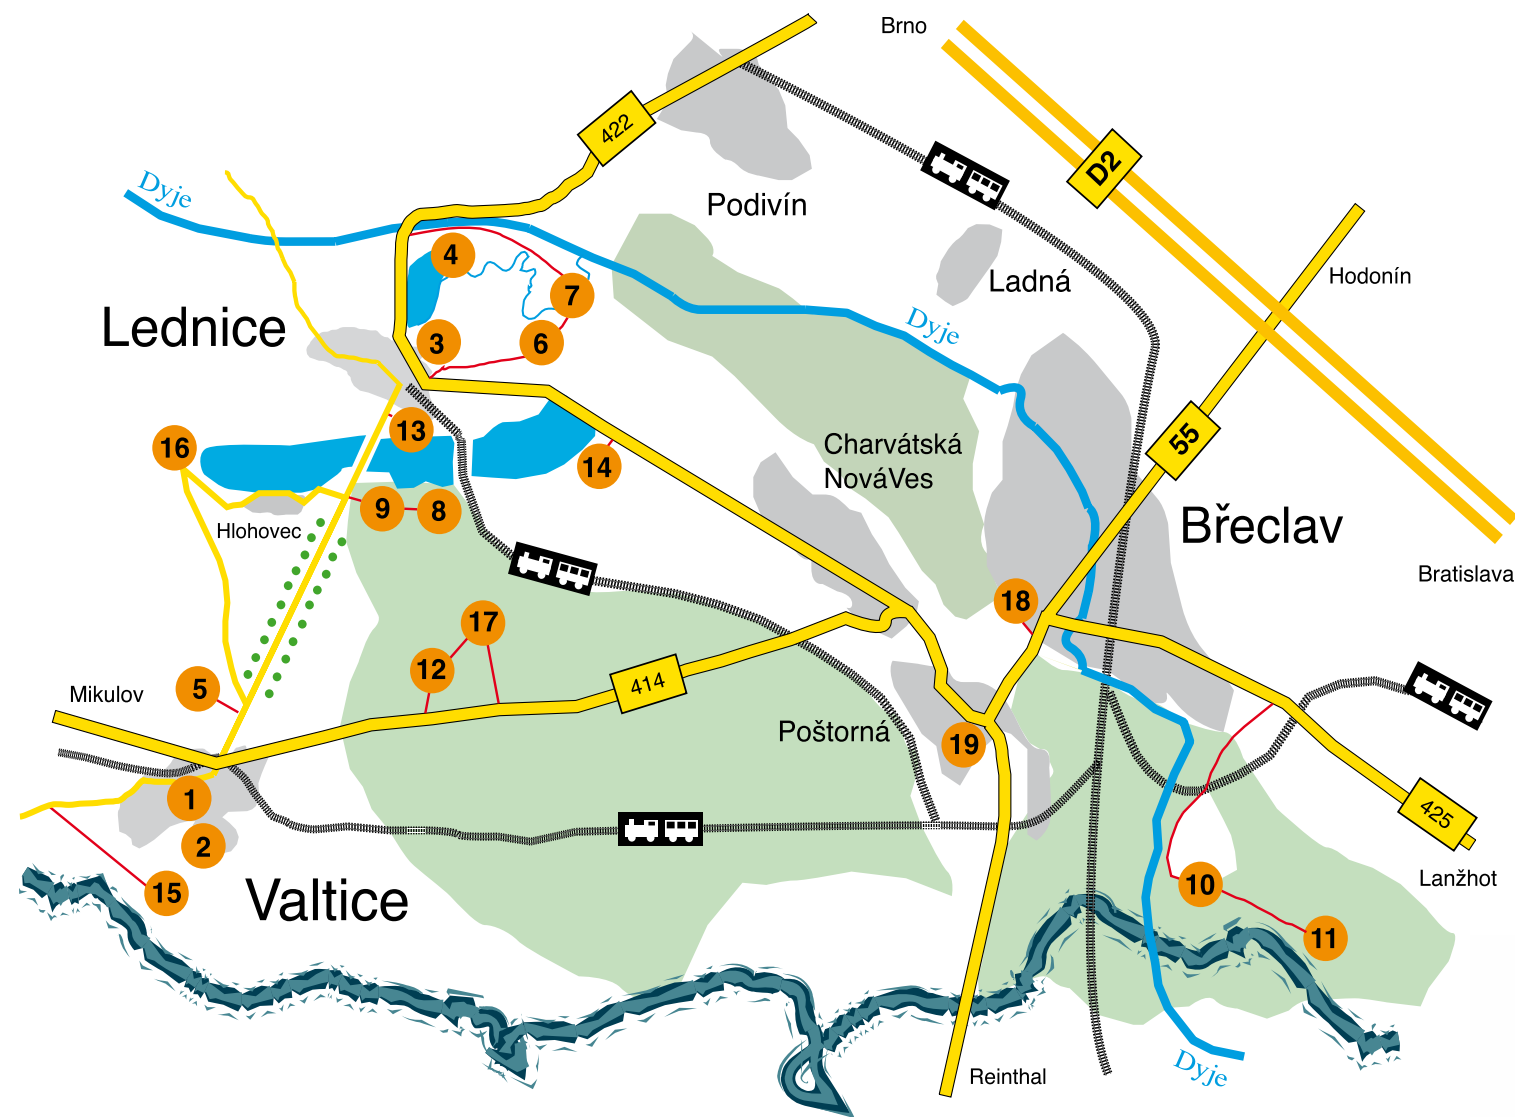 Brno
422
D2
Dyje
Podivín
4
Ladná
Hodonín
7
Lednice
3
6
Dyje
13
16
14
Charvátská
NováVes
55
9
8
Hlohovec
Břeclav
Bratislava
18
17
12
5
Mikulov
414
Poštorná
19
1
2
425
15
Valtice
10
Lanžhot
11
Reinthal
Dyje